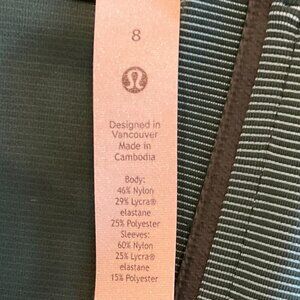 8
Designed in
Vancouver
Made in
Cambodia
Body:
46% Nylon
29% Lycra®
elastane
25% Polyester
Sleeves:
60% Nylon
25% Lycra®
elastane
15% Polyester